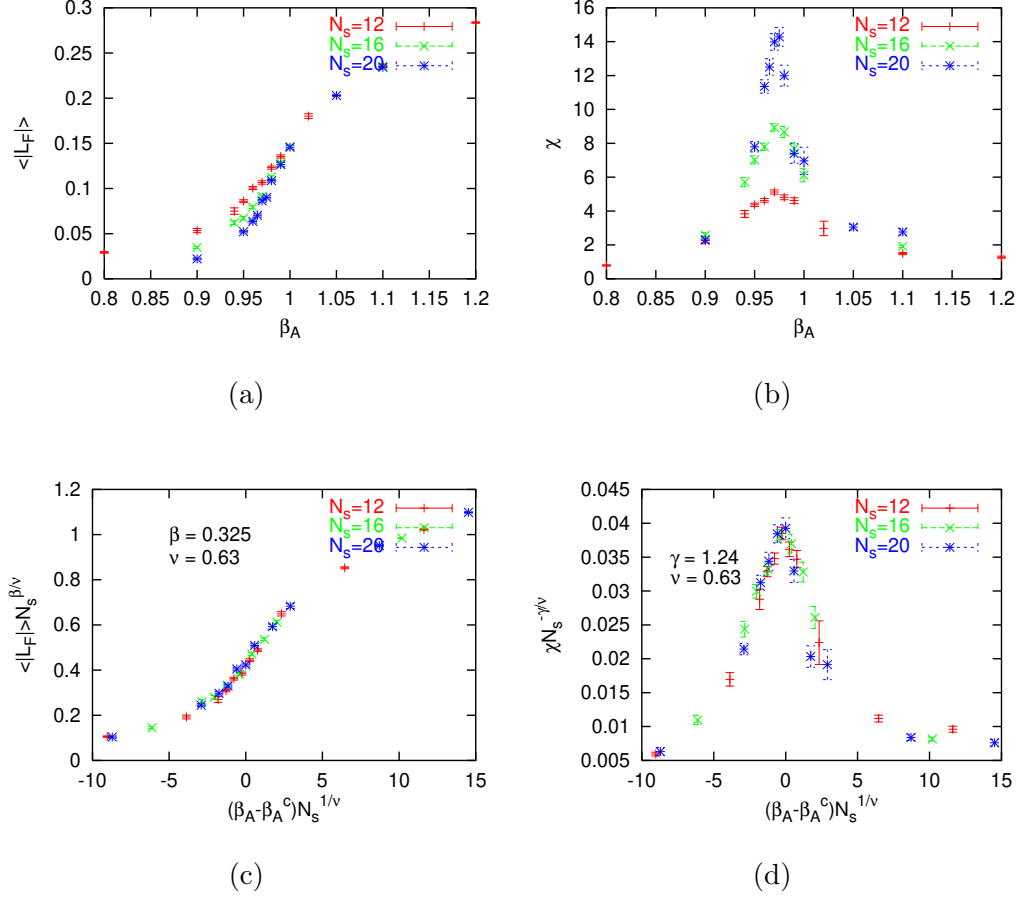 0.3
0.25
0.2
0.15
0.1
0.05
0
0.8 0.85 0.9 0.95 1 1.05 1.1 1.15 1.2
<|L_F|>
β_A
N_s=12
N_s=16
N_s=20
(a)
16
14
12
10
8
6
4
2
0
0.8 0.85 0.9 0.95 1 1.05 1.1 1.15 1.2
χ
β_A
N_s=12
N_s=16
N_s=20
(b)
1.2
1
0.8
0.6
0.4
0.2
0
-10 -5 0 5 10 15
<|L_F|>N_s^{β/ν}
(β_A-β_A^c)N_s^{1/ν}
β = 0.325
ν = 0.63
N_s=12
N_s=16
N_s=20
(c)
0.045
0.04
0.035
0.03
0.025
0.02
0.015
0.01
0.005
-10 -5 0 5 10 15
χN_s^{-γ/ν}
(β_A-β_A^c)N_s^{1/ν}
γ = 1.24
ν = 0.63
N_s=12
N_s=16
N_s=20
(d)